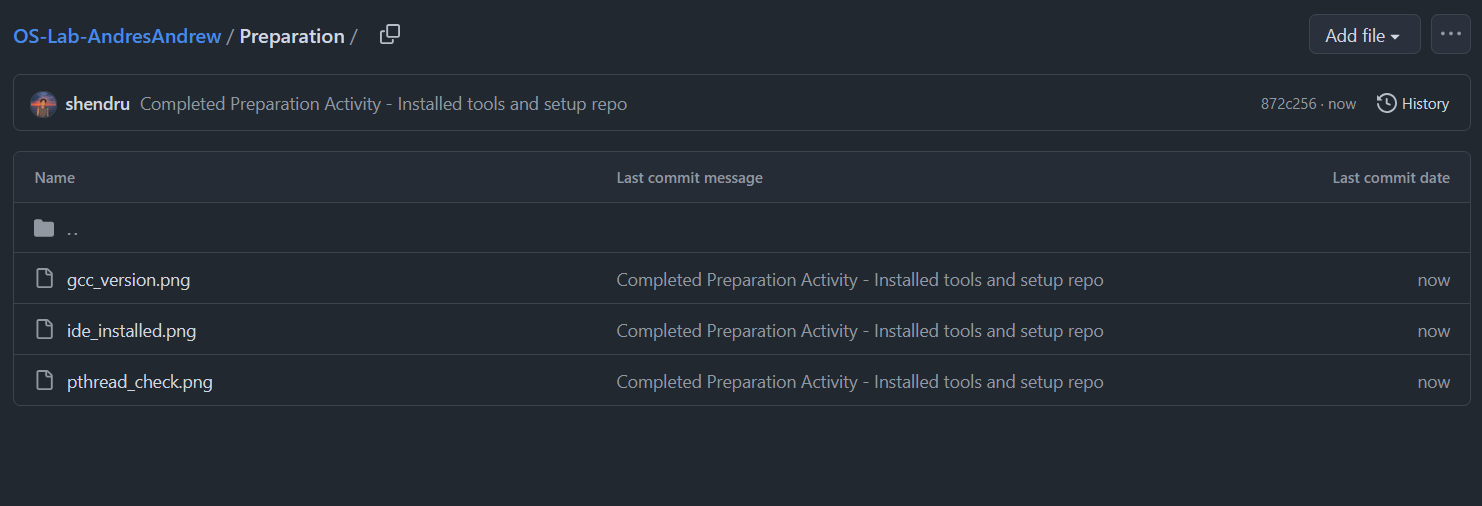 OS-Lab-AndresAndrew / Preparation /
Add file
shendru Completed Preparation Activity - Installed tools and setup repo
872c256 · now
History
Name Last commit message Last commit date
..
gcc_version.png Completed Preparation Activity - Installed tools and setup repo now
ide_installed.png Completed Preparation Activity - Installed tools and setup repo now
pthread_check.png Completed Preparation Activity - Installed tools and setup repo now